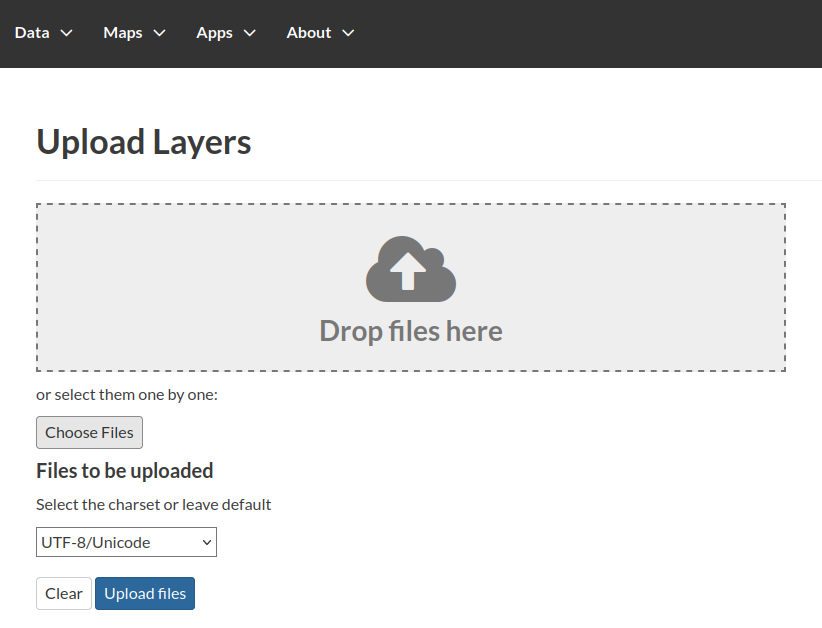 Data Maps Apps About
Upload Layers
Drop files here
or select them one by one:
Choose Files
Files to be uploaded
Select the charset or leave default
UTF-8/Unicode
Clear Upload files